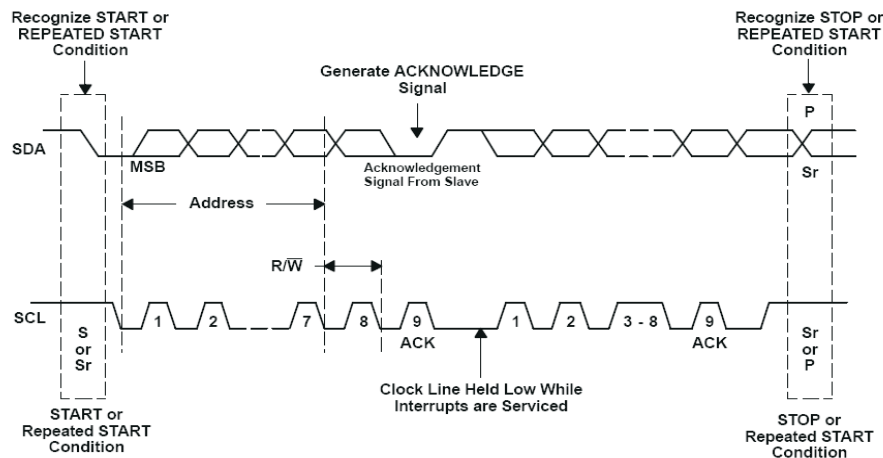 Recognize START or
REPEATED START
Condition
Recognize STOP or
REPEATED START
Condition
Generate ACKNOWLEDGE
Signal
P
SDA
MSB
Acknowledgement
Signal From Slave
Sr
Address
R/W̅
SCL
S
or
Sr
1
2
7
8
9
ACK
1
2
3 - 8
9
ACK
Sr
or
P
Clock Line Held Low While
Interrupts are Serviced
START or
Repeated START
Condition
STOP or
Repeated START
Condition